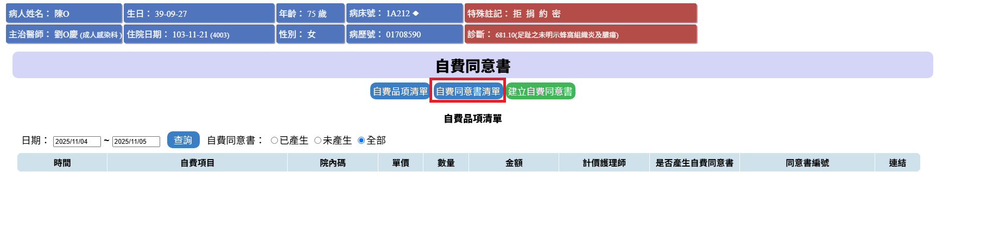 病人姓名： 陳O 生日： 39-09-27 年齡： 75 歲 病床號： 1A212 ◆ 特殊註記： 拒 捐 約 密
主治醫師： 劉O慶 (成人感染科 ) 住院日期： 103-11-21 (4003) 性別： 女 病歷號： 01708590 診斷： 681.10(足趾之未明示蜂窩組織炎及膿瘍)
自費同意書
自費品項清單 自費同意書清單 建立自費同意書
自費品項清單
日期： 2025/11/04 ~ 2025/11/05 查詢 自費同意書： 已產生 未產生 全部
時間 自費項目 院內碼 單價 數量 金額 計價護理師 是否產生自費同意書 同意書編號 連結